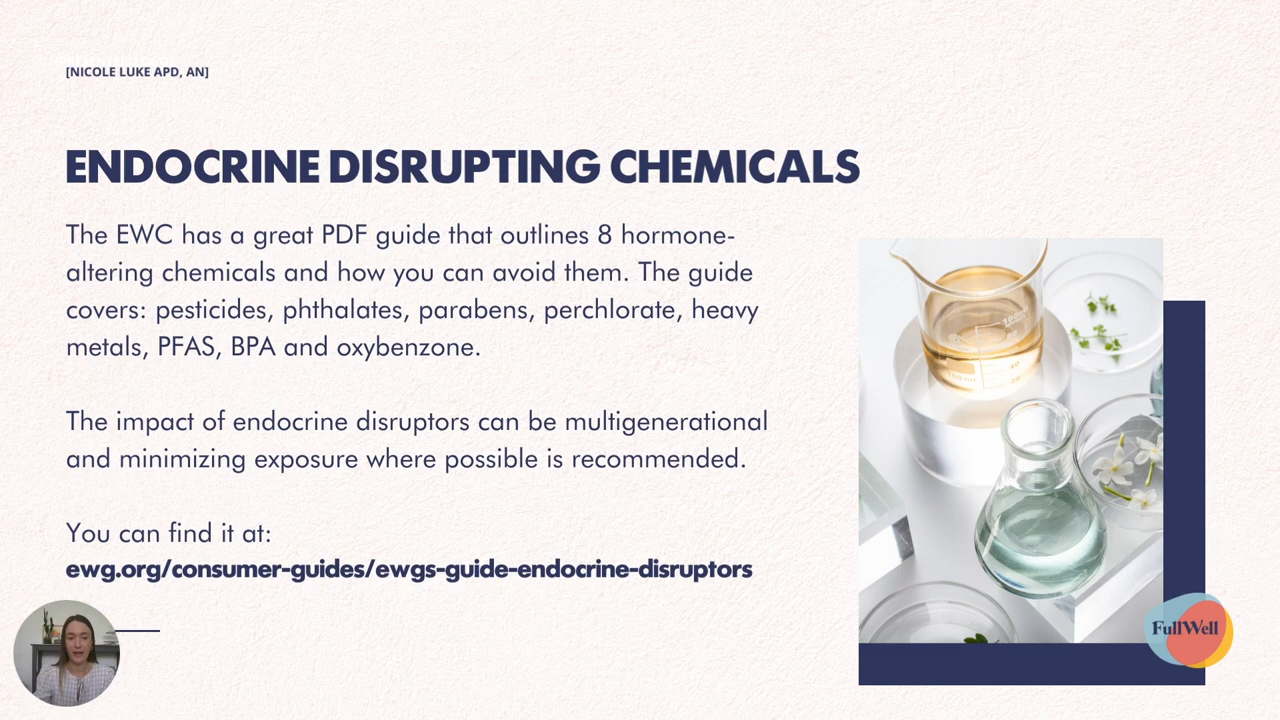 [NICOLE LUKE APD, AN]
ENDOCRINE DISRUPTING CHEMICALS
The EWC has a great PDF guide that outlines 8 hormone-
altering chemicals and how you can avoid them. The guide
covers: pesticides, phthalates, parabens, perchlorate, heavy
metals, PFAS, BPA and oxybenzone.
The impact of endocrine disruptors can be multigenerational
and minimizing exposure where possible is recommended.
You can find it at:
ewg.org/consumer-guides/ewgs-guide-endocrine-disruptors
FullWell